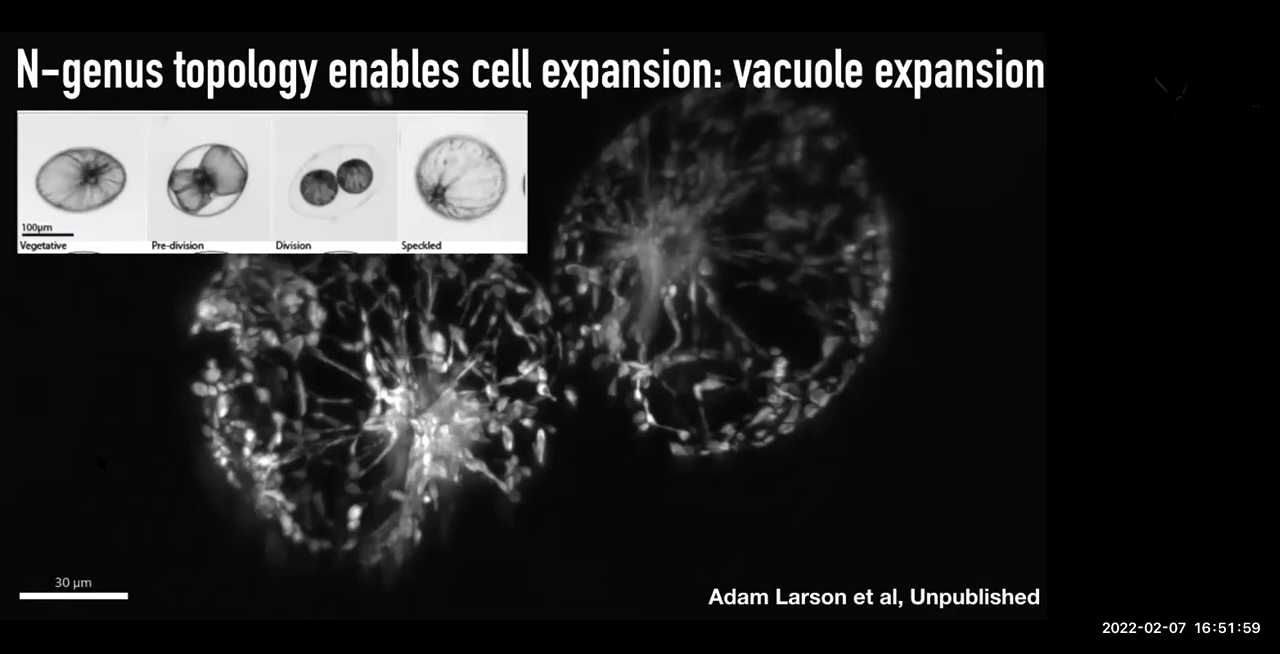 N-genus topology enables cell expansion: vacuole expansion
100µm
Vegetative
Pre-division
Division
Speckled
30 µm
Adam Larson et al, Unpublished
2022-02-07 16:51:59